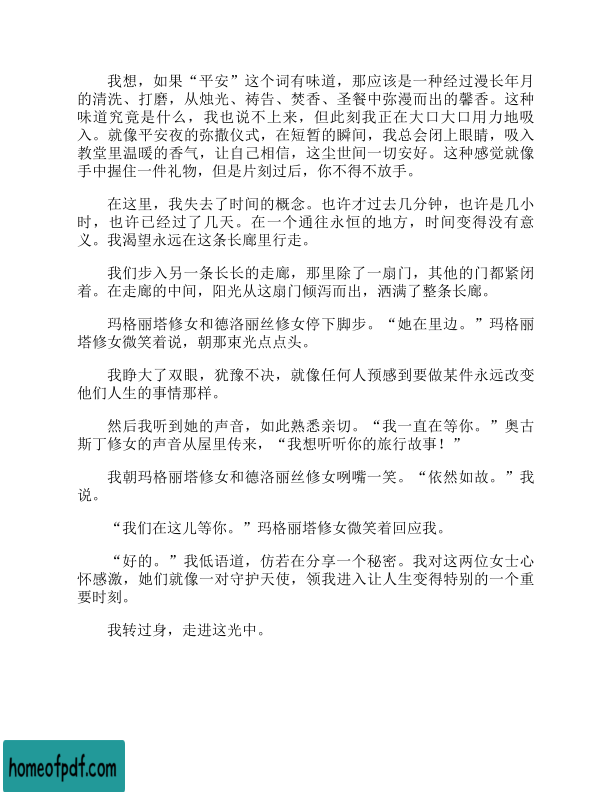 我想，如果“平安”这个词有味道，那应该是一种经过漫长年月
的清洗、打磨，从烛光、祷告、焚香、圣餐中弥漫而出的馨香。这种
味道究竟是什么，我也说不上来，但此刻我正在大口大口用力地吸
入。就像平安夜的弥撒仪式，在短暂的瞬间，我总会闭上眼睛，吸入
教堂里温暖的香气，让自己相信，这尘世间一切安好。这种感觉就像
手中握住一件礼物，但是片刻过后，你不得不放手。
在这里，我失去了时间的概念。也许才过去几分钟，也许是几小
时，也许已经过了几天。在一个通往永恒的地方，时间变得没有意
义。我渴望永远在这条长廊里行走。
我们步入另一条长长的走廊，那里除了一扇门，其他的门都紧闭
着。在走廊的中间，阳光从这扇门倾泻而出，洒满了整条长廊。
玛格丽塔修女和德洛丽丝修女停下脚步。“她在里边。”玛格丽
塔修女微笑着说，朝那束光点点头。
我睁大了双眼，犹豫不决，就像任何人预感到要做某件永远改变
他们人生的事情那样。
然后我听到她的声音，如此熟悉亲切。“我一直在等你。”奥古
斯丁修女的声音从屋里传来，“我想听听你的旅行故事！”
我朝玛格丽塔修女和德洛丽丝修女咧嘴一笑。“依然如故。”我
说。
“我们在这儿等你。”玛格丽塔修女微笑着回应我。
“好的。”我低语道，仿若在分享一个秘密。我对这两位女士心
怀感激，她们就像一对守护天使，领我进入让人生变得特别的一个重
要时刻。
我转过身，走进这光中。
homeofpdf.com